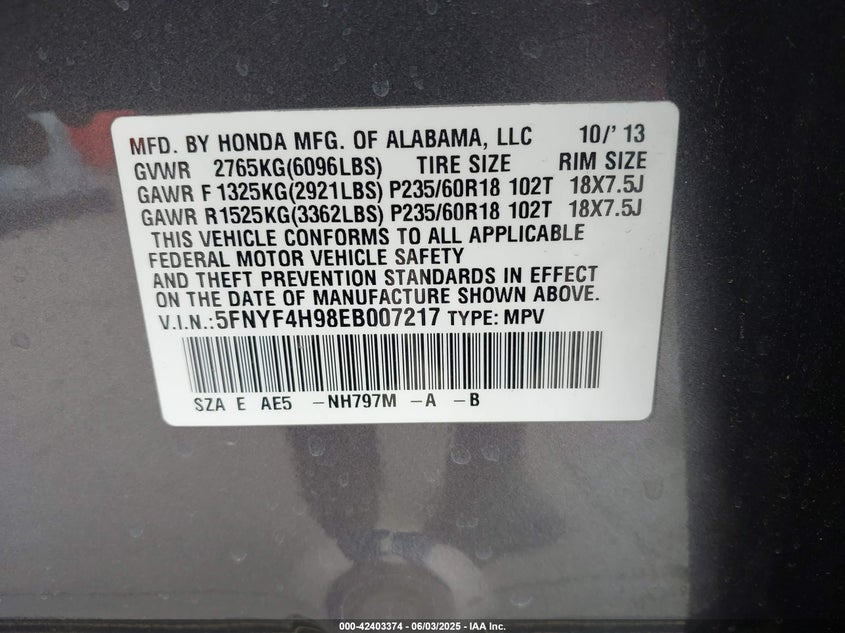 MFD. BY HONDA MFG. OF ALABAMA, LLC 10/'13
GVWR 2765KG(6096LBS) TIRE SIZE RIM SIZE
GAWR F 1325KG(2921LBS) P235/60R18 102T 18X7.5J
GAWR R1525KG(3362LBS) P235/60R18 102T 18X7.5J
THIS VEHICLE CONFORMS TO ALL APPLICABLE
FEDERAL MOTOR VEHICLE SAFETY
AND THEFT PREVENTION STANDARDS IN EFFECT
ON THE DATE OF MANUFACTURE SHOWN ABOVE.
V.I.N.:5FNYF4H98EB007217 TYPE: MPV
SZA E AE5 -NH797M -A -B
000-42403374 - 06/03/2025 - IAA Inc.